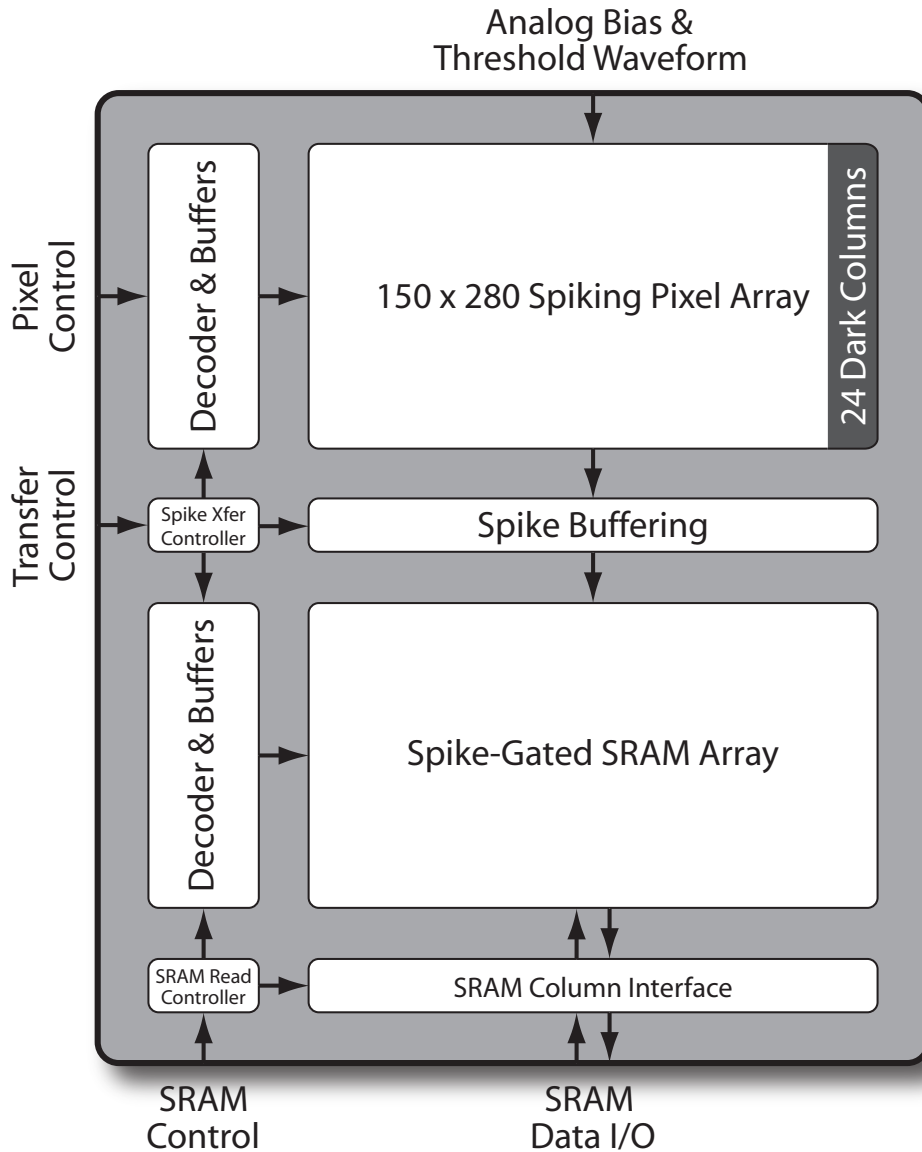 Analog Bias &
Threshold Waveform
Pixel
Control
Decoder & Buffers
150 x 280 Spiking Pixel Array
24 Dark Columns
Transfer
Control
Spike Xfer
Controller
Spike Buffering
Decoder & Buffers
Spike-Gated SRAM Array
SRAM Read
Controller
SRAM Column Interface
SRAM
Control
SRAM
Data I/O